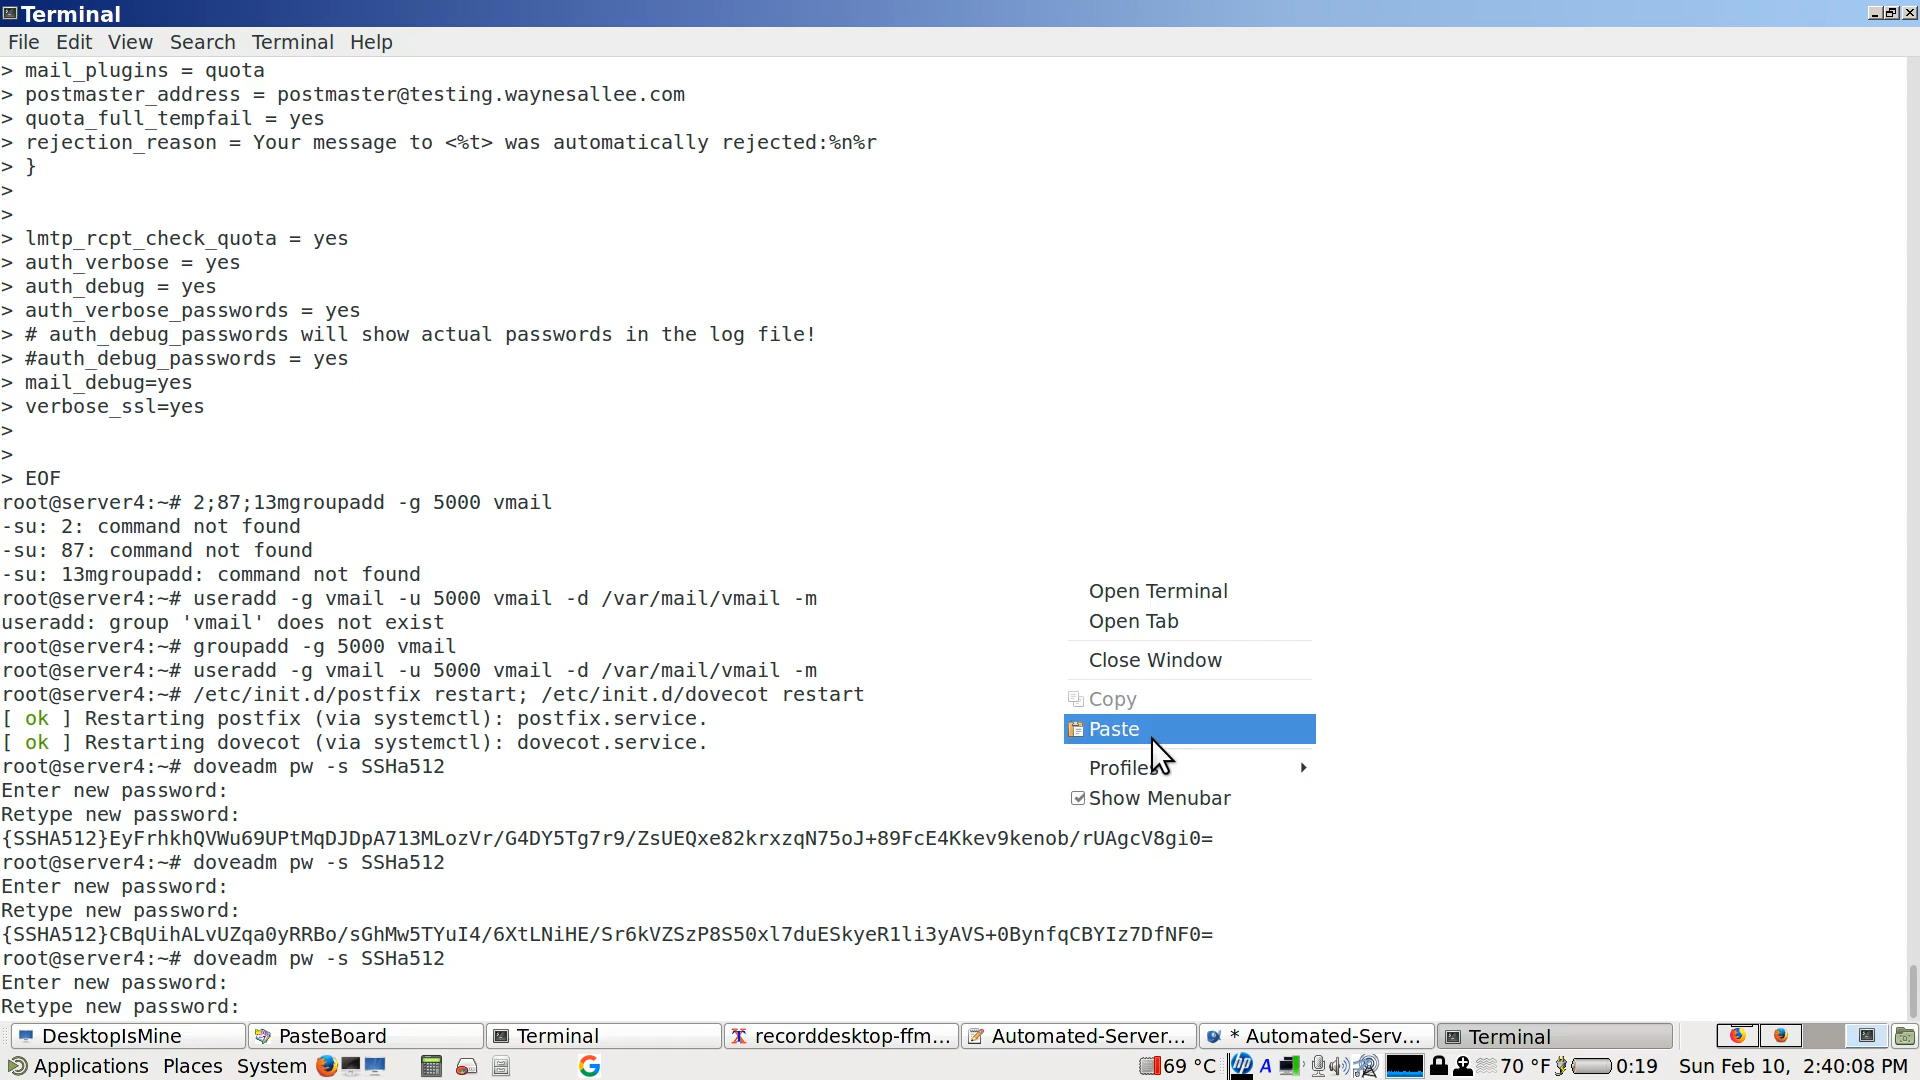 Terminal
File Edit View Search Terminal Help
> mail_plugins = quota
> postmaster_address = postmaster@testing.waynesallee.com
> quota_full_tempfail = yes
> rejection_reason = Your message to <%t> was automatically rejected:%n%r
> }
>
>
> lmtp_rcpt_check_quota = yes
> auth_verbose = yes
> auth_debug = yes
> auth_verbose_passwords = yes
> # auth_debug_passwords will show actual passwords in the log file!
> #auth_debug_passwords = yes
> mail_debug=yes
> verbose_ssl=yes
>
>
> EOF
root@server4:~# 2;87;13mgroupadd -g 5000 vmail
-su: 2: command not found
-su: 87: command not found
-su: 13mgroupadd: command not found
root@server4:~# useradd -g vmail -u 5000 vmail -d /var/mail/vmail -m
useradd: group 'vmail' does not exist
root@server4:~# groupadd -g 5000 vmail
root@server4:~# useradd -g vmail -u 5000 vmail -d /var/mail/vmail -m
root@server4:~# /etc/init.d/postfix restart; /etc/init.d/dovecot restart
[ ok ] Restarting postfix (via systemctl): postfix.service.
[ ok ] Restarting dovecot (via systemctl): dovecot.service.
root@server4:~# doveadm pw -s SSHa512
Enter new password:
Retype new password:
{SSHA512}EyFrhkhQVWu69UPtMqDJDpA713MLozVr/G4DY5Tg7r9/ZsUEQxe82krxzqN75oJ+89FcE4Kkev9kenob/rUAgcV8gi0=
root@server4:~# doveadm pw -s SSHa512
Enter new password:
Retype new password:
{SSHA512}CBqUihALvUZqa0yRRBo/sGhMw5TYuI4/6XtLNiHE/Sr6kVZSzP8S50xl7duESkyeR1li3yAVS+0BynfqCBYIz7DfNF0=
root@server4:~# doveadm pw -s SSHa512
Enter new password:
Retype new password:
Open Terminal
Open Tab
Close Window
Copy
Paste
Profiles
Show Menubar
DesktopIsMine PasteBoard Terminal recorddesktop-ffm... Automated-Server... * Automated-Serv... Terminal
Applications Places System 69 °C A 70 °F 0:19 Sun Feb 10, 2:40:08 PM